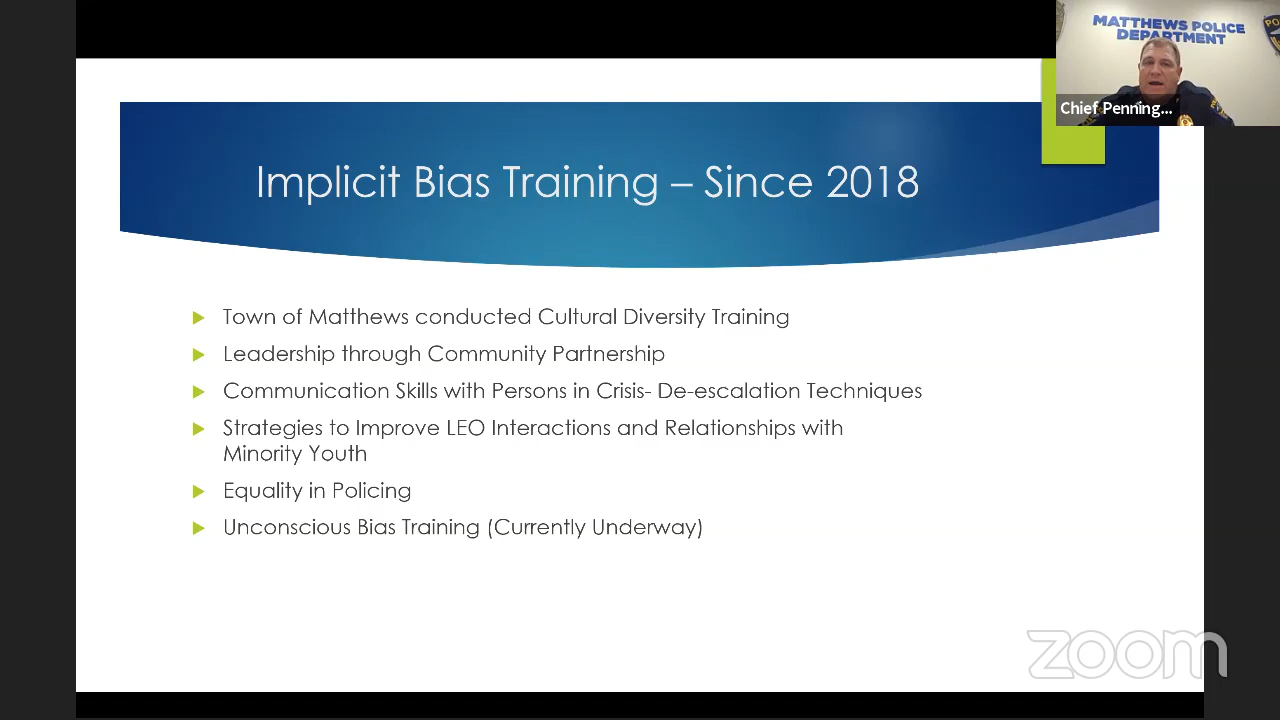 MATTHEWS POLICE
DEPARTMENT
Chief Penning...
Implicit Bias Training – Since 2018
Town of Matthews conducted Cultural Diversity Training
Leadership through Community Partnership
Communication Skills with Persons in Crisis- De-escalation Techniques
Strategies to Improve LEO Interactions and Relationships with
Minority Youth
Equality in Policing
Unconscious Bias Training (Currently Underway)
zoom